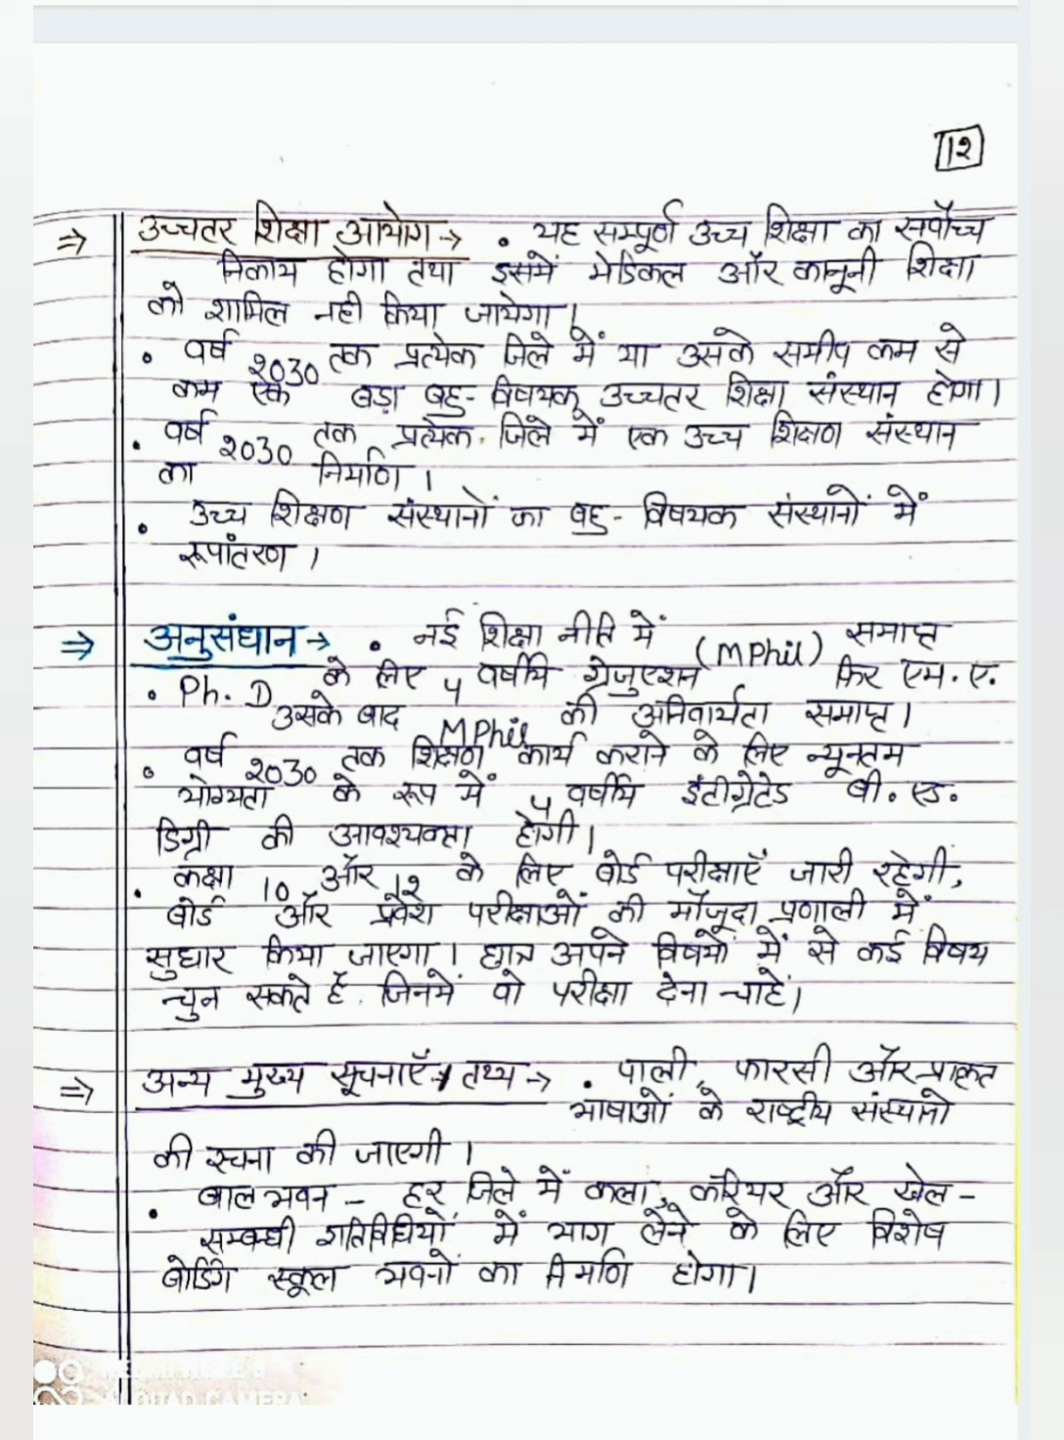 12
⇒ उच्चतर शिक्षा आयोग → • यह सम्पूर्ण उच्च शिक्षा का सर्वोच्च
निकाय होगा तथा इसमें मेडिकल और कानूनी शिक्षा
को शामिल नही किया जायेगा।
• वर्ष 2030 तक प्रत्येक जिले में या उसके समीप कम से
कम एक बड़ा बहु-विषयक उच्चतर शिक्षा संस्थान होगा।
• वर्ष 2030 तक प्रत्येक जिले में एक उच्च शिक्षण संस्थान
का निर्माण।
• उच्च शिक्षण संस्थानों का बहु-विषयक संस्थानों में
रूपांतरण।
⇒ अनुसंधान → • नई शिक्षा नीति में (MPhil) समाप्त
• Ph.D के लिए 4 वर्षीय ग्रेजुएशन फिर एम.ए.
उसके बाद MPhil की अनिवार्यता समाप्त।
• वर्ष 2030 तक शिक्षण कार्य कराने के लिए न्यूनतम
योग्यता के रूप में 4 वर्षीय इंटीग्रेटेड बी.एड.
डिग्री की आवश्यक्ता होगी।
• कक्षा 10 और 12 के लिए बोर्ड परीक्षाएँ जारी रहेगी,
बोर्ड और प्रवेश परीक्षाओं की मौजूदा प्रणाली में
सुधार किया जाएगा। छात्र अपने विषयों में से कई विषय
चुन सकते हैं. जिनमें वो परीक्षा देना चाहें।
⇒ अन्य मुख्य सूचनाएँ/तथ्य → • पाली, फारसी और प्राकृत
भाषाओं के राष्ट्रीय संस्थानो
की रचना की जाएगी।
• बाल भवन - हर जिले में कला, करियर और खेल-
सम्बन्धी गतिविधियों में भाग लेने के लिए विशेष
बोर्डिंग स्कूल भवनों का निर्माण होगा।
QUAD CAMERA